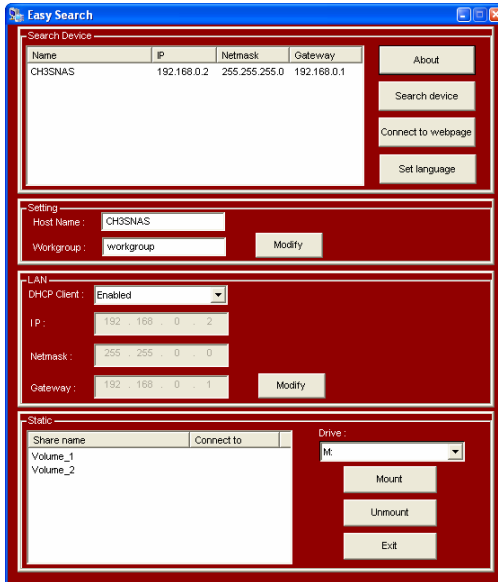 Easy Search
Search Device
Name IP Netmask Gateway
CH3SNAS 192.168.0.2 255.255.255.0 192.168.0.1
About
Search device
Connect to webpage
Set language
Setting
Host Name : CH3SNAS
Workgroup : workgroup
Modify
LAN
DHCP Client : Enabled
IP : 192 . 168 . 0 . 2
Netmask : 255 . 255 . 0 . 0
Gateway : 192 . 168 . 0 . 1
Modify
Static
Share name Connect to
Volume_1
Volume_2
Drive :
M:
Mount
Unmount
Exit